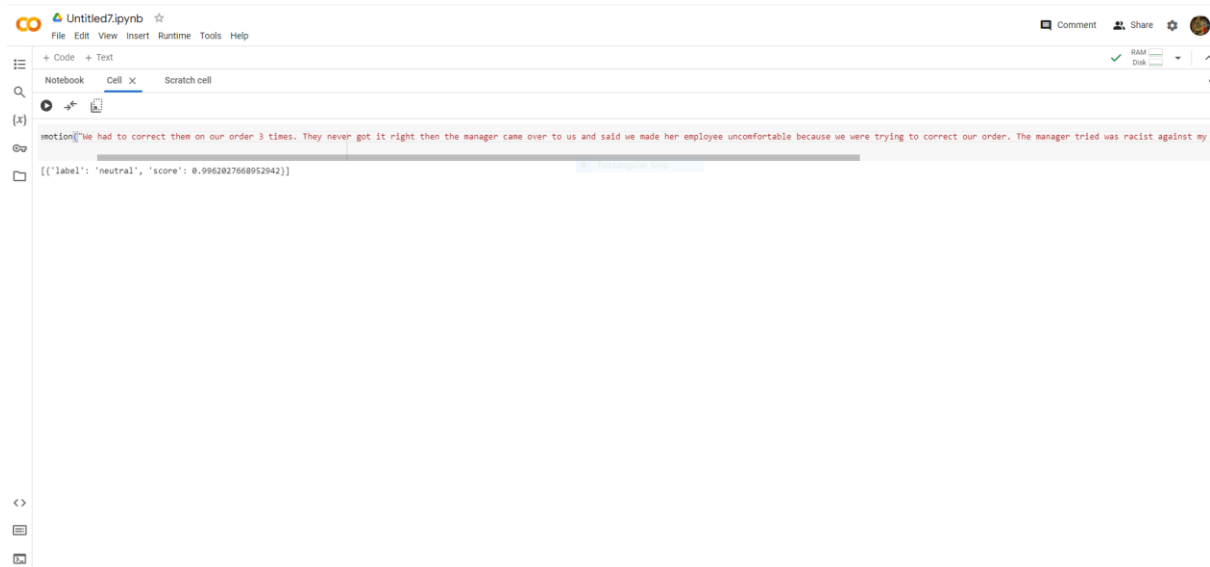 Untitled7.ipynb
Comment
Share
File Edit View Insert Runtime Tools Help
+ Code + Text
RAM
Disk
Notebook Cell Scratch cell
{x}
emotion("We had to correct them on our order 3 times. They never got it right then the manager came over to us and said we made her employee uncomfortable because we were trying to correct our order. The manager tried was racist against my
Rectangular Snip
[{'label': 'neutral', 'score': 0.9962027668952942}]